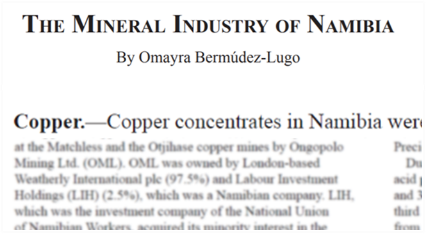 THE MINERAL INDUSTRY OF NAMIBIA
By Omayra Bermúdez-Lugo
Copper.—Copper concentrates in Namibia were
at the Matchless and the Otjihase copper mines by Ongopolo
Mining Ltd. (OML). OML was owned by London-based
Weatherly International plc (97.5%) and Labour Investment
Holdings (LIH) (2.5%), which was a Namibian company. LIH,
which was the investment company of the National Union
of Namibian Workers, acquired its minority interest in the
Preci
Du
acid p
and 3
third
from